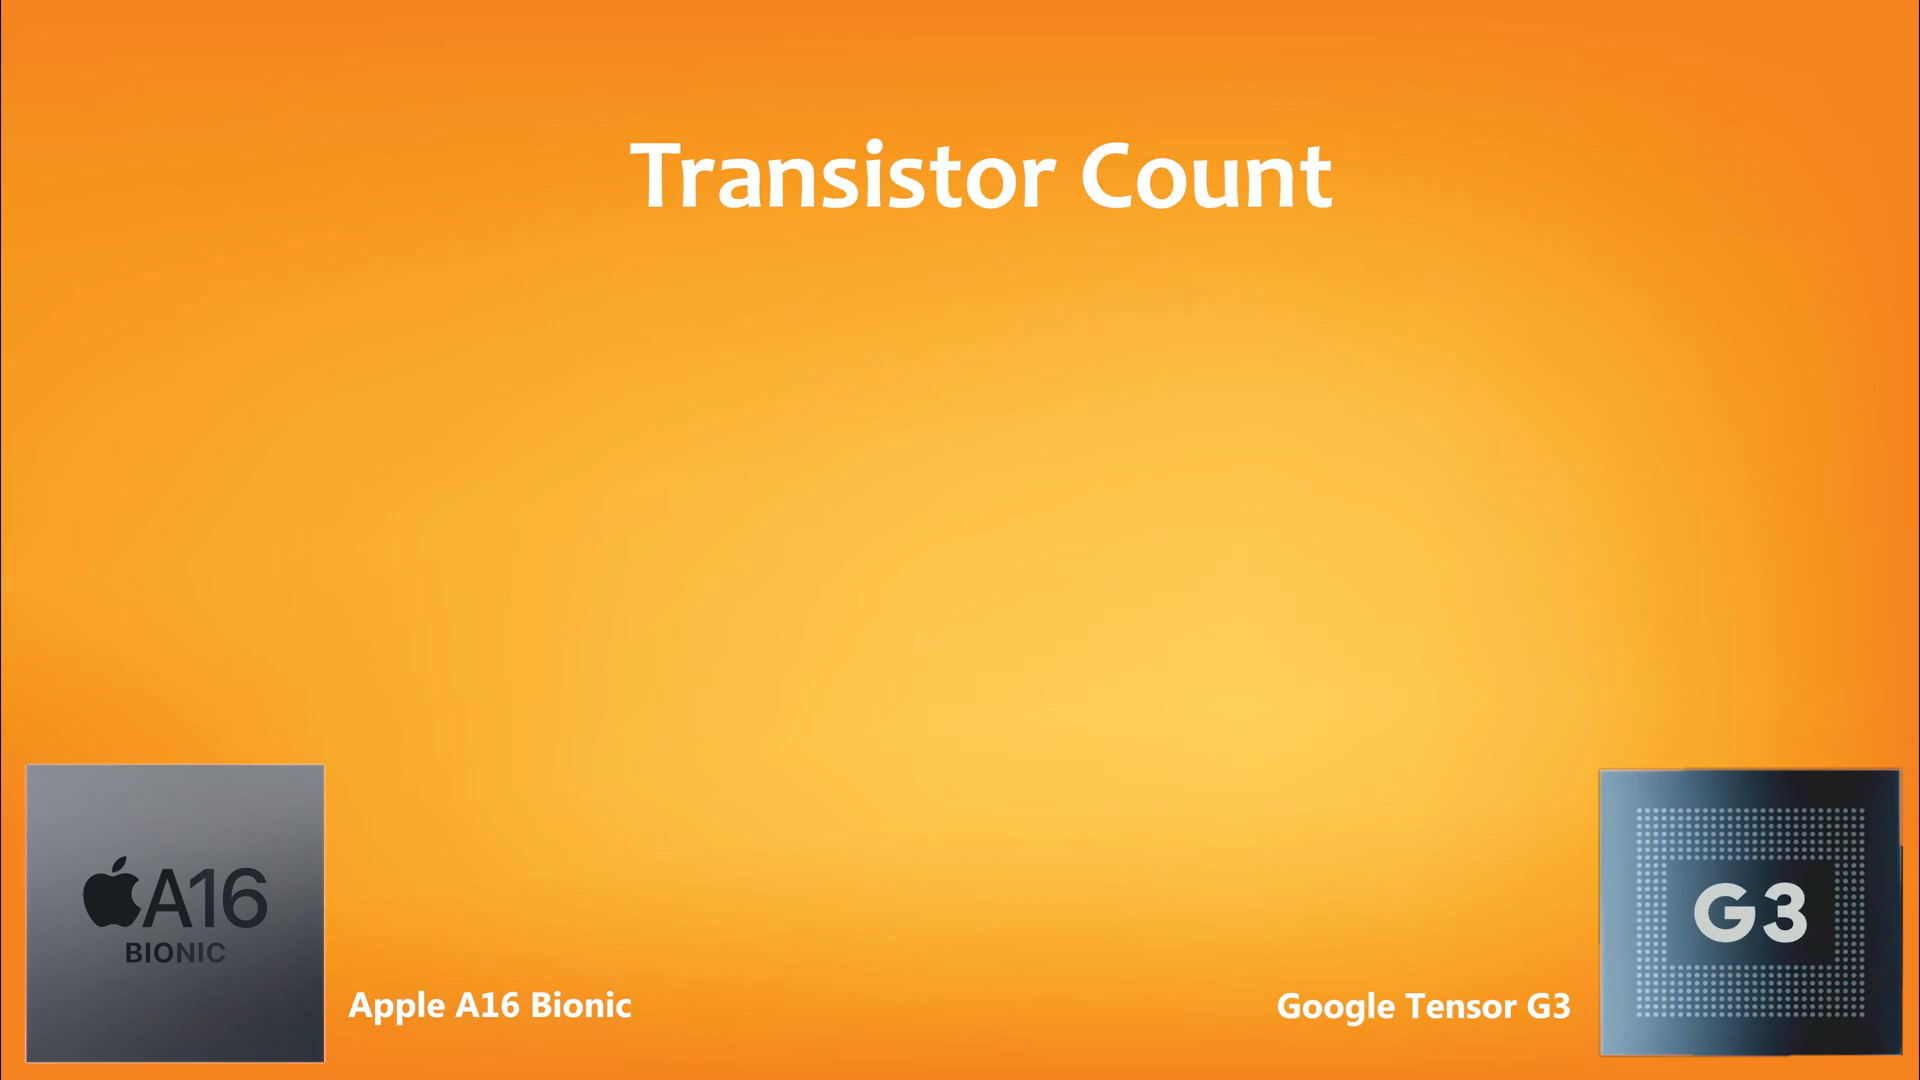 Transistor Count
A16
BIONIC
Apple A16 Bionic
Google Tensor G3
G3